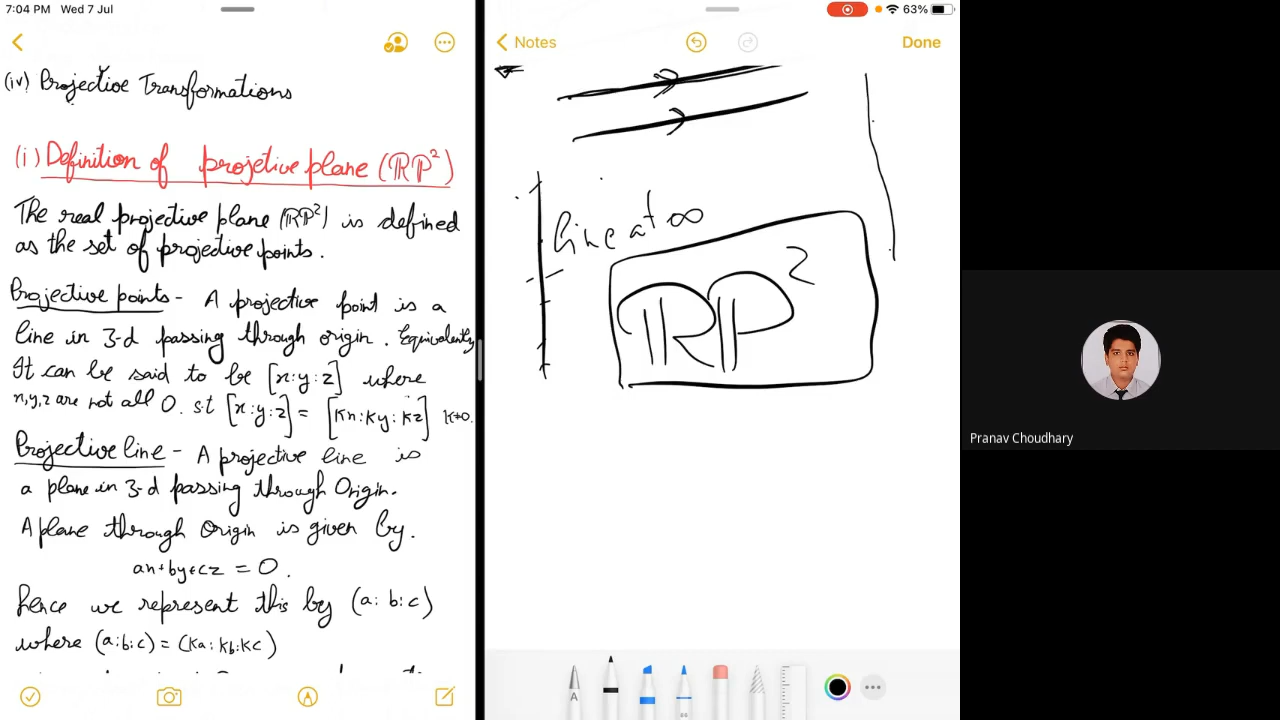 7:04 PM Wed 7 Jul
63%
Notes
Done
(iv) Projective Transformations
(i) Definition of projetive plane (ℝℙ²)
The real projective plane (ℝℙ²) is defined
as the set of projective points.
Projective points - A projective point is a
line in 3-d passing through origin. Equivalently
It can be said to be [x:y:z] where
x,y,z are not all 0. s.t [x:y:z] = [Kx:Ky:Kz] K≠0.
Projective line - A projective line is
a plane in 3-d passing through Origin.
A plane through Origin is given by.
ax+by+cz = 0.
hence we represent this by (a:b:c)
where (a:b:c) = (Ka:Kb:Kc)
line at ∞
ℝℙ²
A
Pranav Choudhary